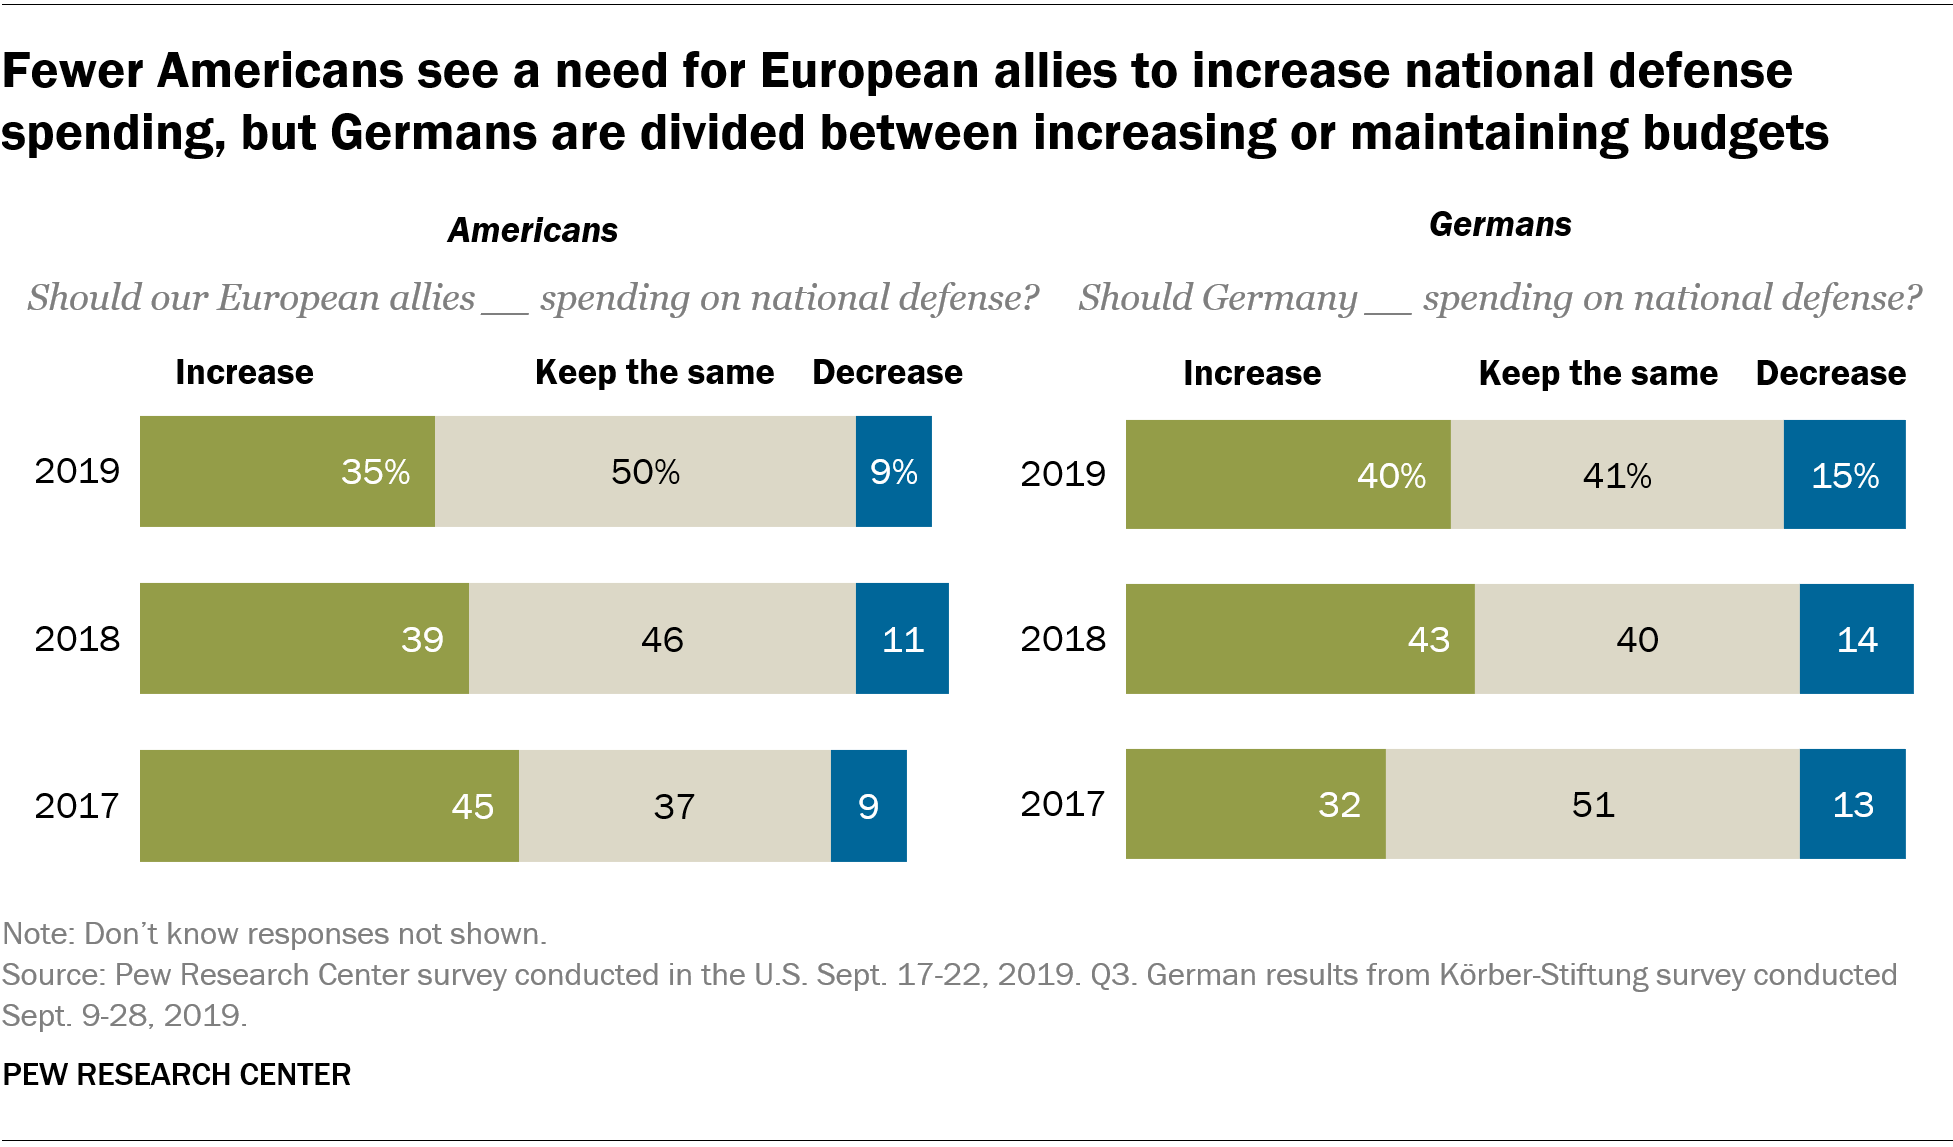 Fewer Americans see a need for European allies to increase national defense
spending, but Germans are divided between increasing or maintaining budgets
Americans
Should our European allies __ spending on national defense?
Increase Keep the same Decrease
2019 35% 50% 9%
2018 39 46 11
2017 45 37 9
Germans
Should Germany __ spending on national defense?
Increase Keep the same Decrease
2019 40% 41% 15%
2018 43 40 14
2017 32 51 13
Note: Don’t know responses not shown.
Source: Pew Research Center survey conducted in the U.S. Sept. 17-22, 2019. Q3. German results from Körber-Stiftung survey conducted
Sept. 9-28, 2019.
PEW RESEARCH CENTER